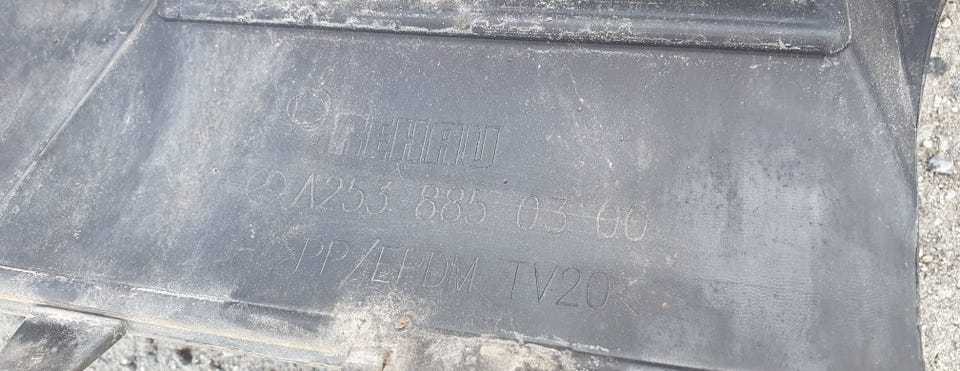 REHAU
A253 885 03 00
>PP/EPDM TV20<